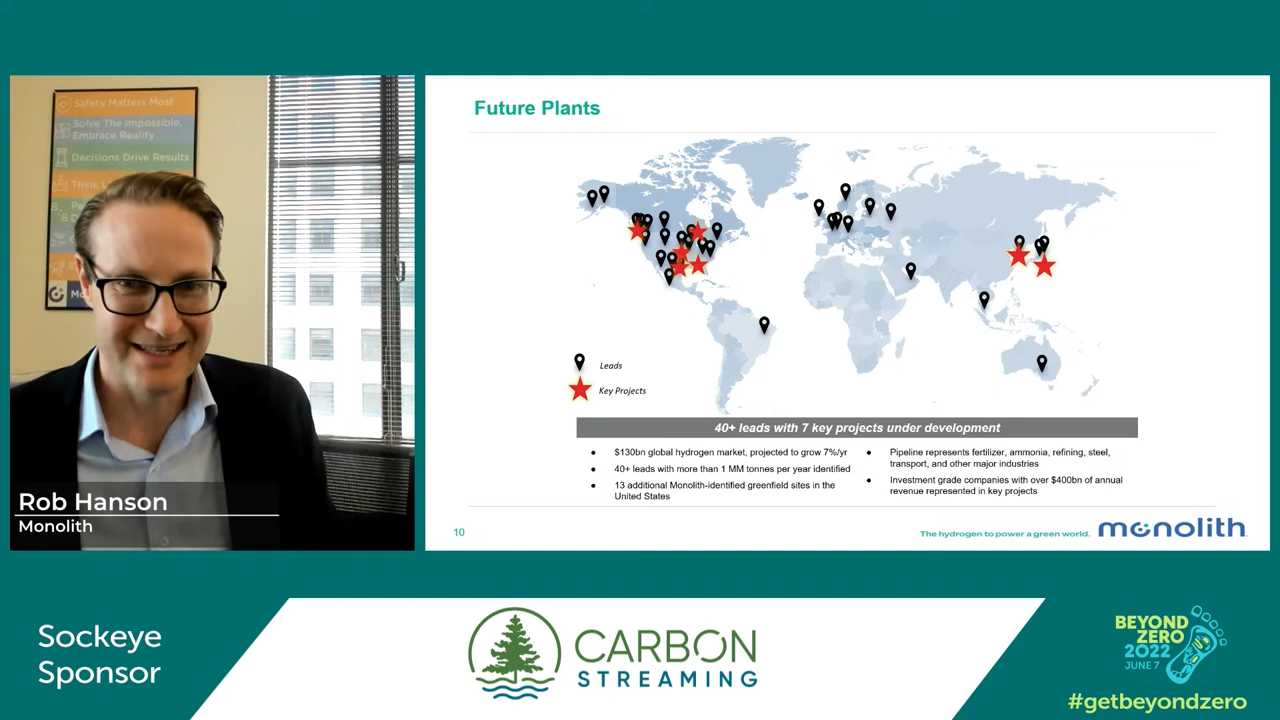 Safety Matters Most
Solve The Impossible,
Embrace Reality
Decisions Drive Results
Think
Rob Hanson
Monolith
Future Plants
Leads
Key Projects
40+ leads with 7 key projects under development
● $130bn global hydrogen market, projected to grow 7%/yr
● 40+ leads with more than 1 MM tonnes per year identified
● 13 additional Monolith-identified greenfield sites in the
United States
● Pipeline represents fertilizer, ammonia, refining, steel,
transport, and other major industries
● Investment grade companies with over $400bn of annual
revenue represented in key projects
10
The hydrogen to power a green world.
monolith
Sockeye
Sponsor
CARBON
STREAMING
BEYOND
ZERO
2022
JUNE 7
#getbeyondzero